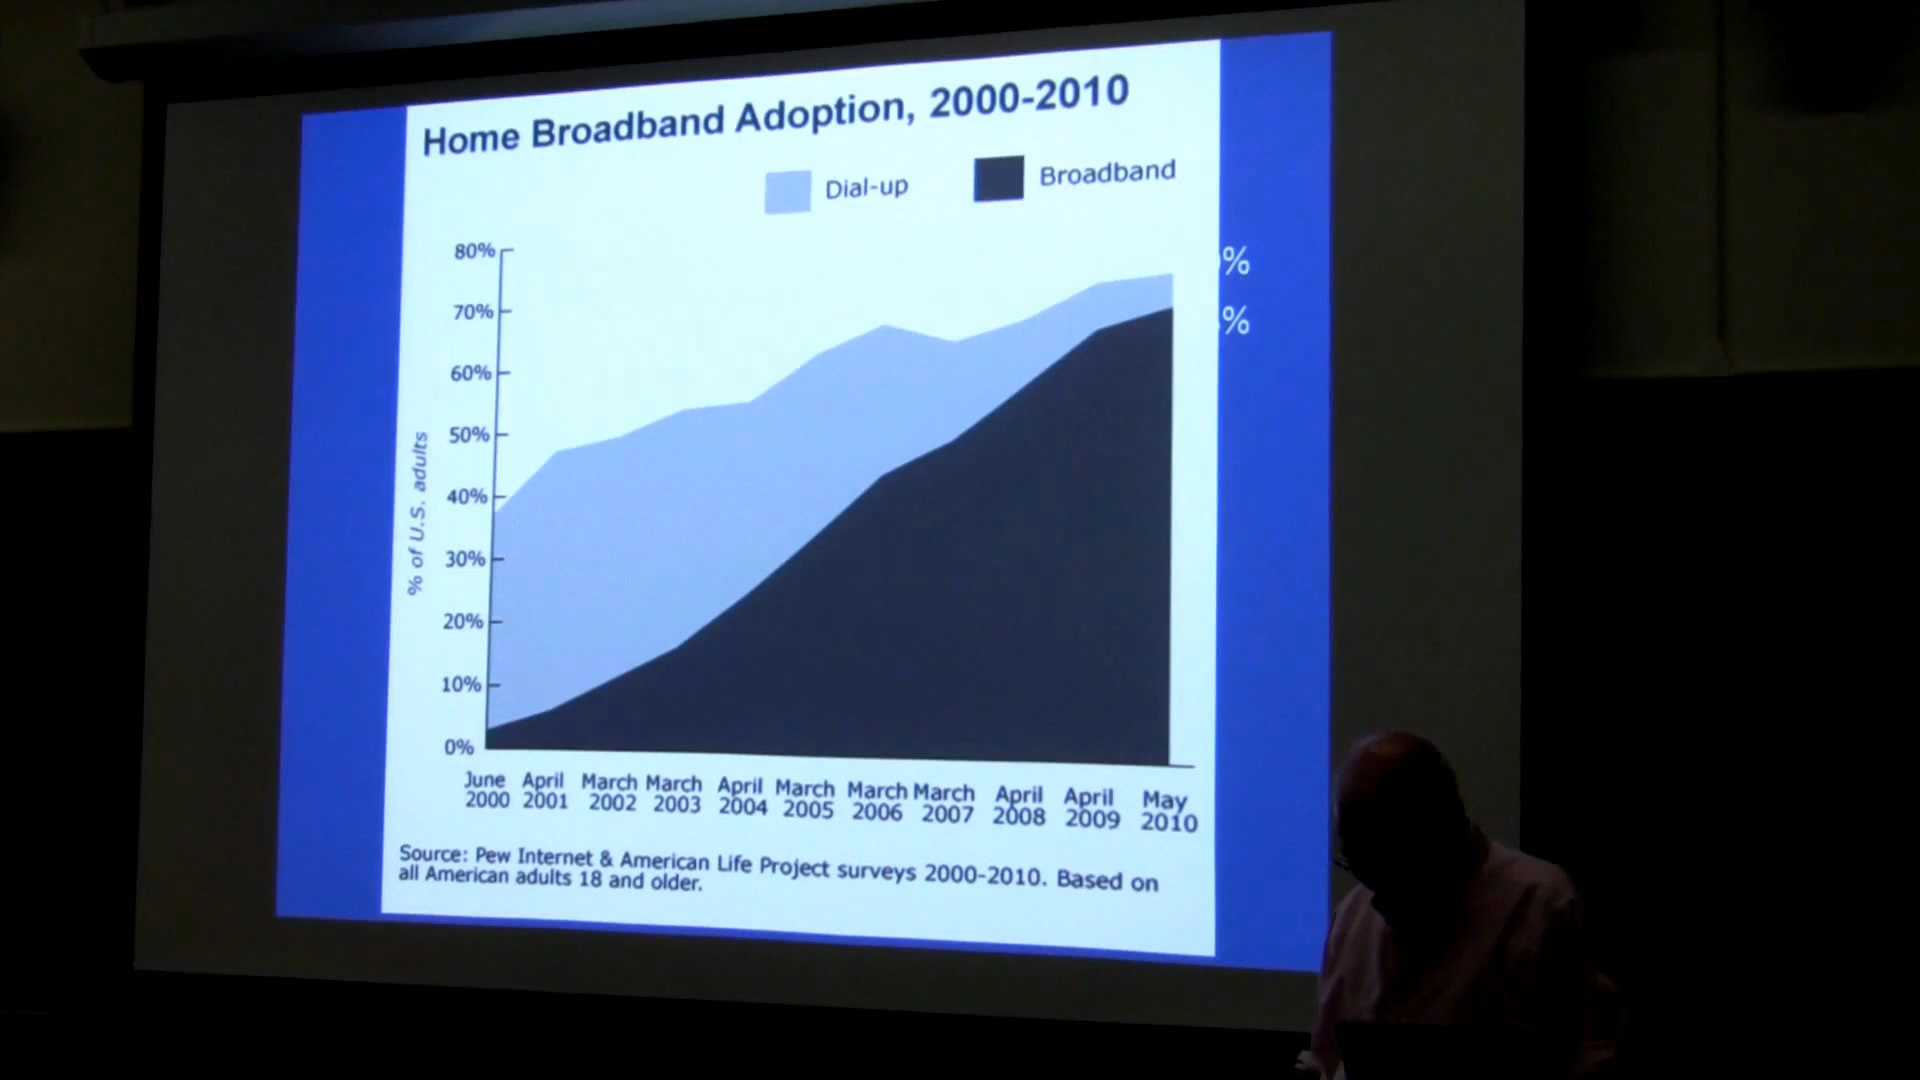 Home Broadband Adoption, 2000-2010
Dial-up
Broadband
80%
70%
60%
50%
40%
30%
20%
10%
0%
% of U.S. adults
%
%
June 2000
April 2001
March 2002
March 2003
April 2004
March 2005
March 2006
March 2007
April 2008
April 2009
May 2010
Source: Pew Internet & American Life Project surveys 2000-2010. Based on
all American adults 18 and older.